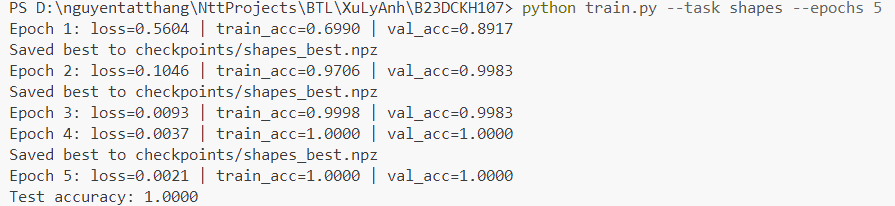 PS D:\nguyentatthang\NttProjects\BTL\XuLyAnh\B23DCKH107> python train.py --task shapes --epochs 5
Epoch 1: loss=0.5604 | train_acc=0.6990 | val_acc=0.8917
Saved best to checkpoints/shapes_best.npz
Epoch 2: loss=0.1046 | train_acc=0.9706 | val_acc=0.9983
Saved best to checkpoints/shapes_best.npz
Epoch 3: loss=0.0093 | train_acc=0.9998 | val_acc=0.9983
Epoch 4: loss=0.0037 | train_acc=1.0000 | val_acc=1.0000
Saved best to checkpoints/shapes_best.npz
Epoch 5: loss=0.0021 | train_acc=1.0000 | val_acc=1.0000
Test accuracy: 1.0000